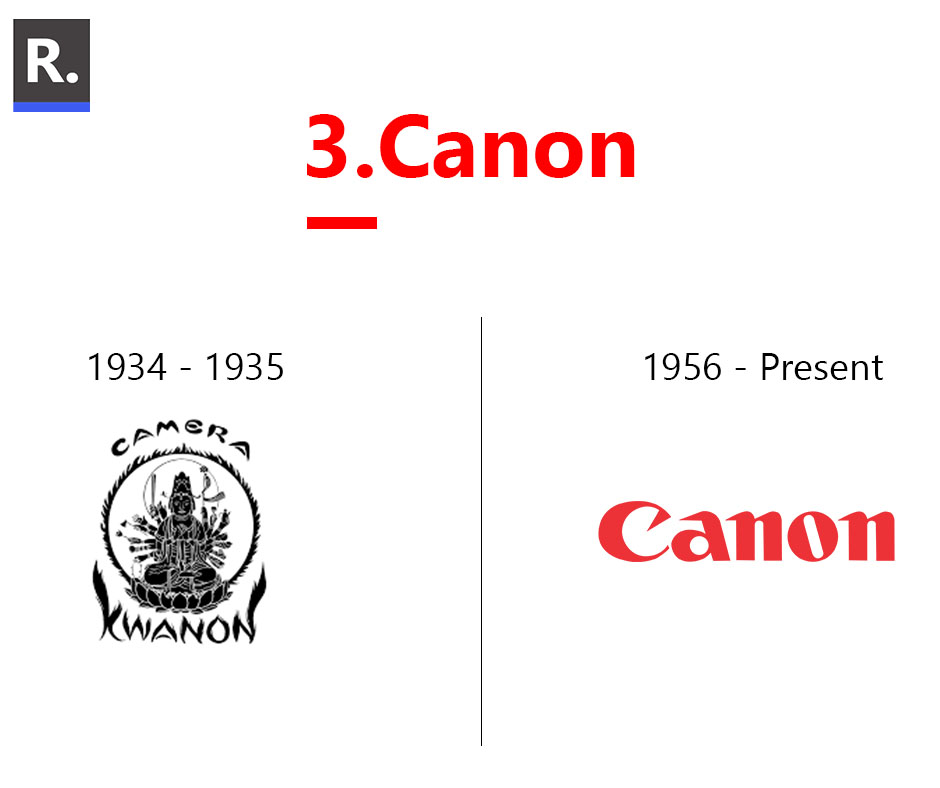 R.
3.Canon
1934 - 1935
CAMERA
KWANON
1956 - Present
Canon